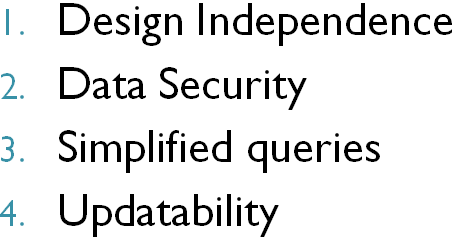 1. Design Independence
2. Data Security
3. Simplified queries
4. Updatability